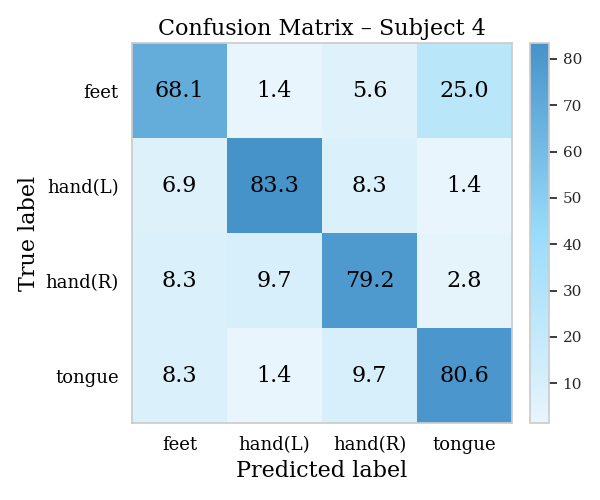 Confusion Matrix – Subject 4
feet 68.1 1.4 5.6 25.0
hand(L) 6.9 83.3 8.3 1.4
hand(R) 8.3 9.7 79.2 2.8
tongue 8.3 1.4 9.7 80.6
feet hand(L) hand(R) tongue
Predicted label
True label
80
70
60
50
40
30
20
10